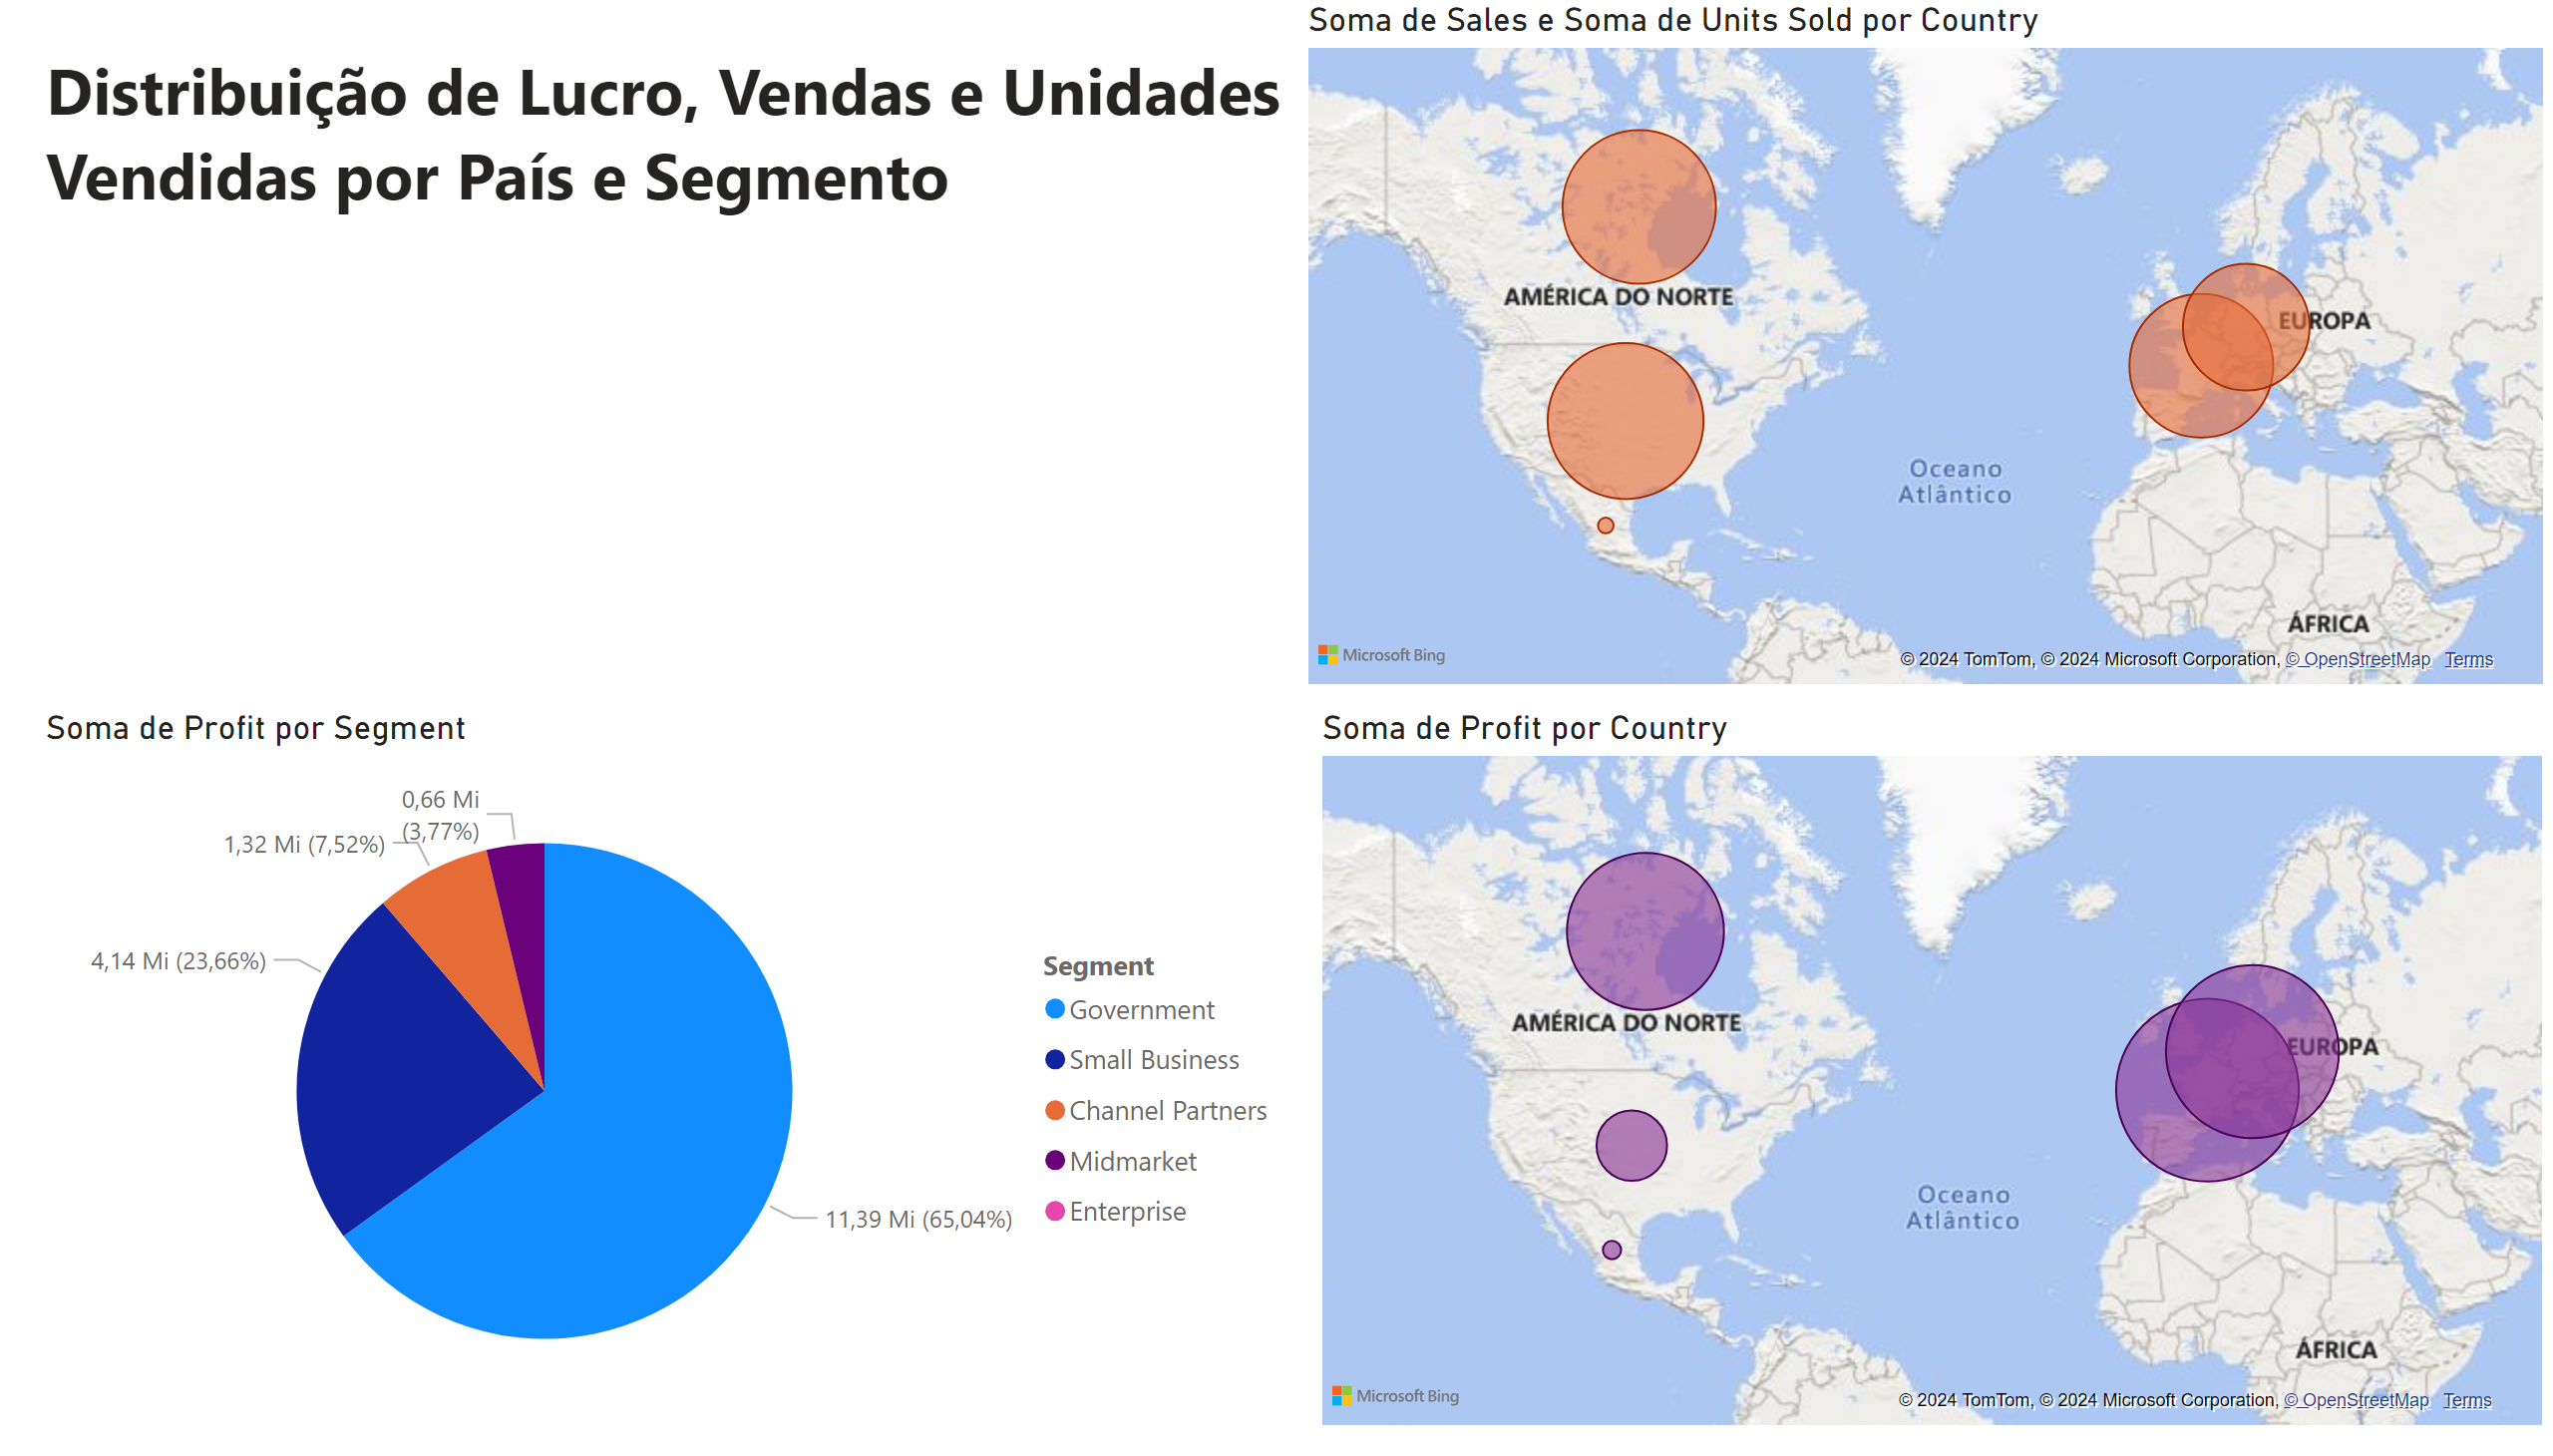 Distribuição de Lucro, Vendas e Unidades
Vendidas por País e Segmento
Soma de Sales e Soma de Units Sold por Country
AMÉRICA DO NORTE
EUROPA
Oceano
Atlântico
ÁFRICA
Microsoft Bing
© 2024 TomTom, © 2024 Microsoft Corporation, © OpenStreetMap Terms
Soma de Profit por Segment
0,66 Mi
(3,77%)
1,32 Mi (7,52%)
4,14 Mi (23,66%)
11,39 Mi (65,04%)
Segment
Government
Small Business
Channel Partners
Midmarket
Enterprise
Soma de Profit por Country
AMÉRICA DO NORTE
EUROPA
Oceano
Atlântico
ÁFRICA
Microsoft Bing
© 2024 TomTom, © 2024 Microsoft Corporation, © OpenStreetMap Terms